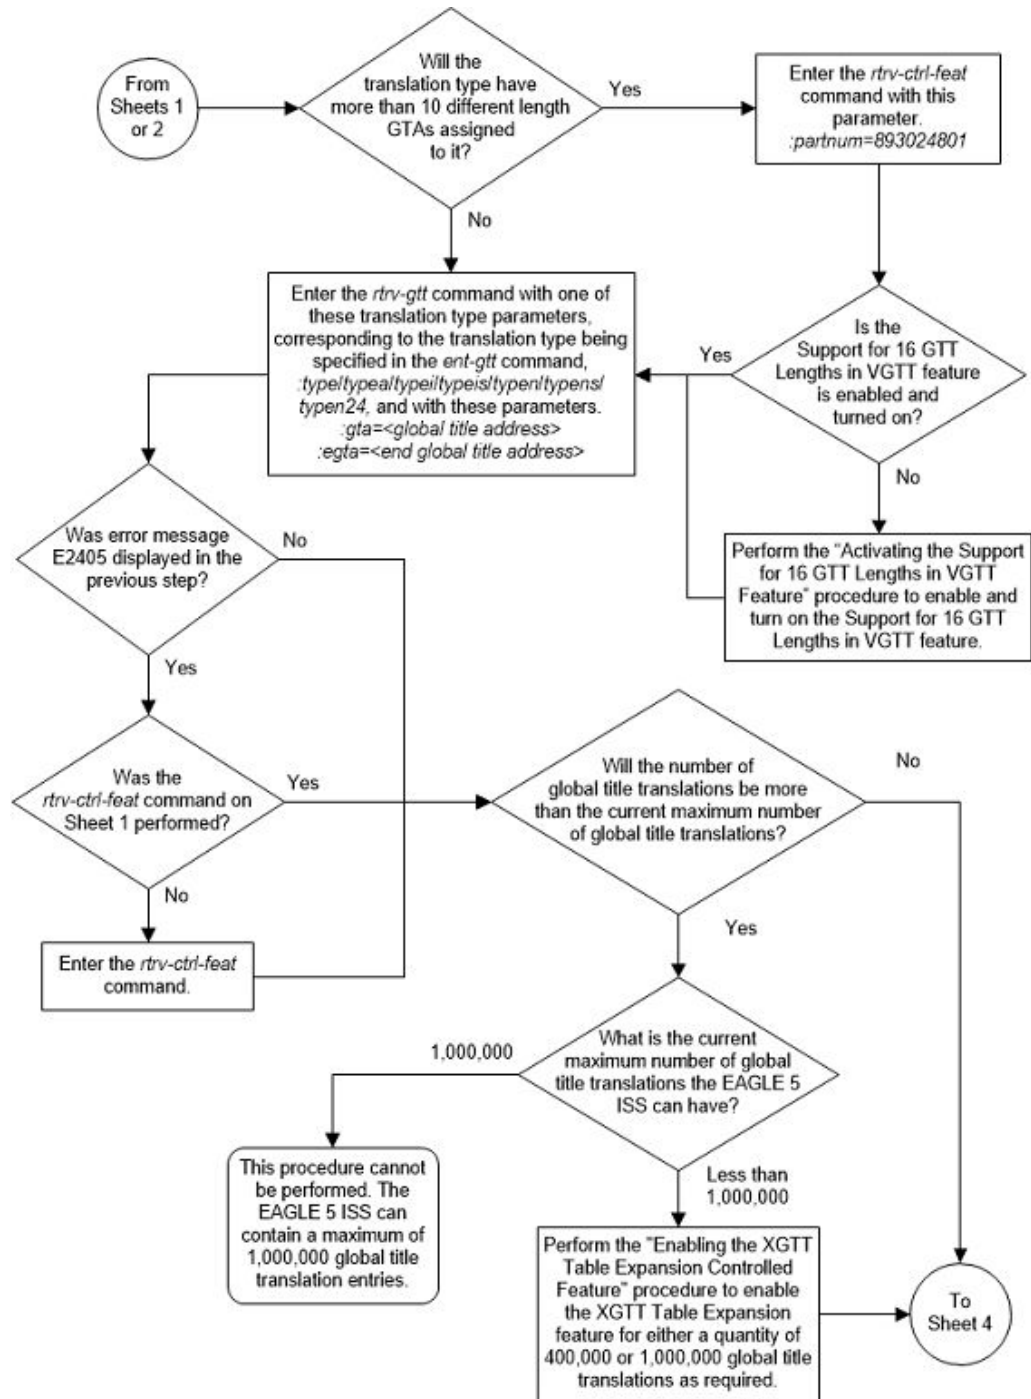 From
Sheets 1
or 2
Will the
translation type have
more than 10 different length
GTAs assigned
to it?
Yes
Enter the rtrv-ctrl-feat
command with this
parameter.
:partnum=893024801
No
Enter the rtrv-gtt command with one of
these translation type parameters,
corresponding to the translation type being
specified in the ent-gtt command,
:type/typea/typei/typeis/typen/typens/
typen24, and with these parameters.
:gta=<global title address>
:egta=<end global title address>
Yes
Is the
Support for 16 GTT
Lengths in VGTT feature
is enabled and
turned on?
No
Perform the "Activating the Support
for 16 GTT Lengths in VGTT
Feature" procedure to enable and
turn on the Support for 16 GTT
Lengths in VGTT feature.
Was error message
E2405 displayed in the
previous step?
No
Yes
Was the
rtrv-ctrl-feat command on
Sheet 1 performed?
Yes
No
Enter the rtrv-ctrl-feat
command.
Will the number of
global title translations be more
than the current maximum number
of global title translations?
No
Yes
What is the current
maximum number of global
title translations the EAGLE 5
ISS can have?
1,000,000
This procedure cannot
be performed. The
EAGLE 5 ISS can
contain a maximum of
1,000,000 global title
translation entries.
Less than
1,000,000
Perform the "Enabling the XGTT
Table Expansion Controlled
Feature" procedure to enable
the XGTT Table Expansion
feature for either a quantity of
400,000 or 1,000,000 global title
translations as required.
To
Sheet 4